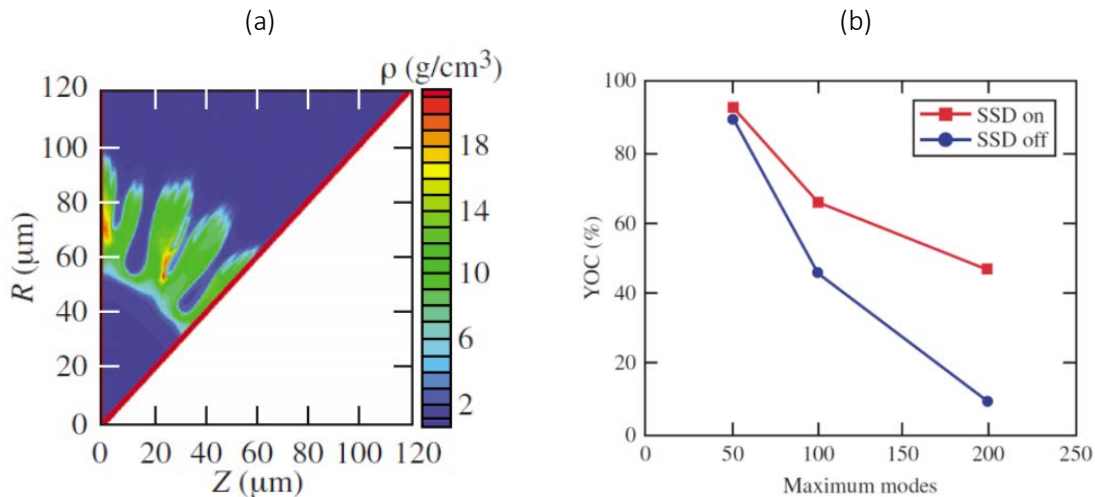 (a)
ρ (g/cm³)
120
100
80
60
40
20
0
R (μm)
18
14
10
6
2
0 20 40 60 80 100 120
Z (μm)
(b)
100
80
60
40
20
0
YOC (%)
SSD on
SSD off
0 50 100 150 200 250
Maximum modes